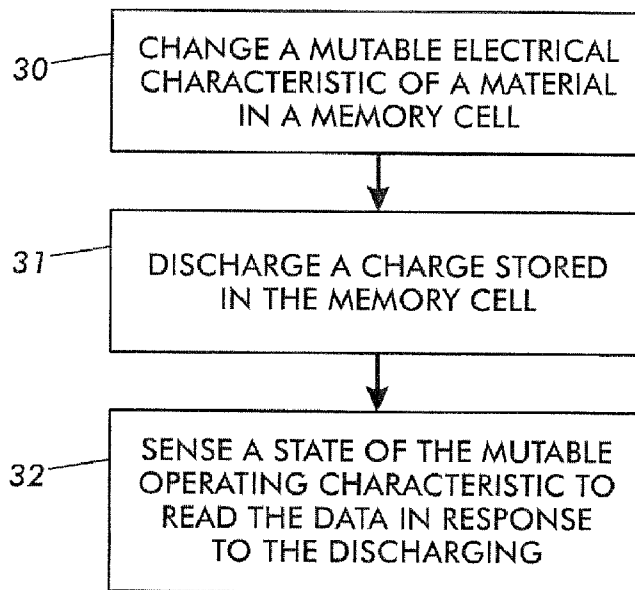 30
CHANGE A MUTABLE ELECTRICAL
CHARACTERISTIC OF A MATERIAL
IN A MEMORY CELL
31
DISCHARGE A CHARGE STORED
IN THE MEMORY CELL
32
SENSE A STATE OF THE MUTABLE
OPERATING CHARACTERISTIC TO
READ THE DATA IN RESPONSE
TO THE DISCHARGING